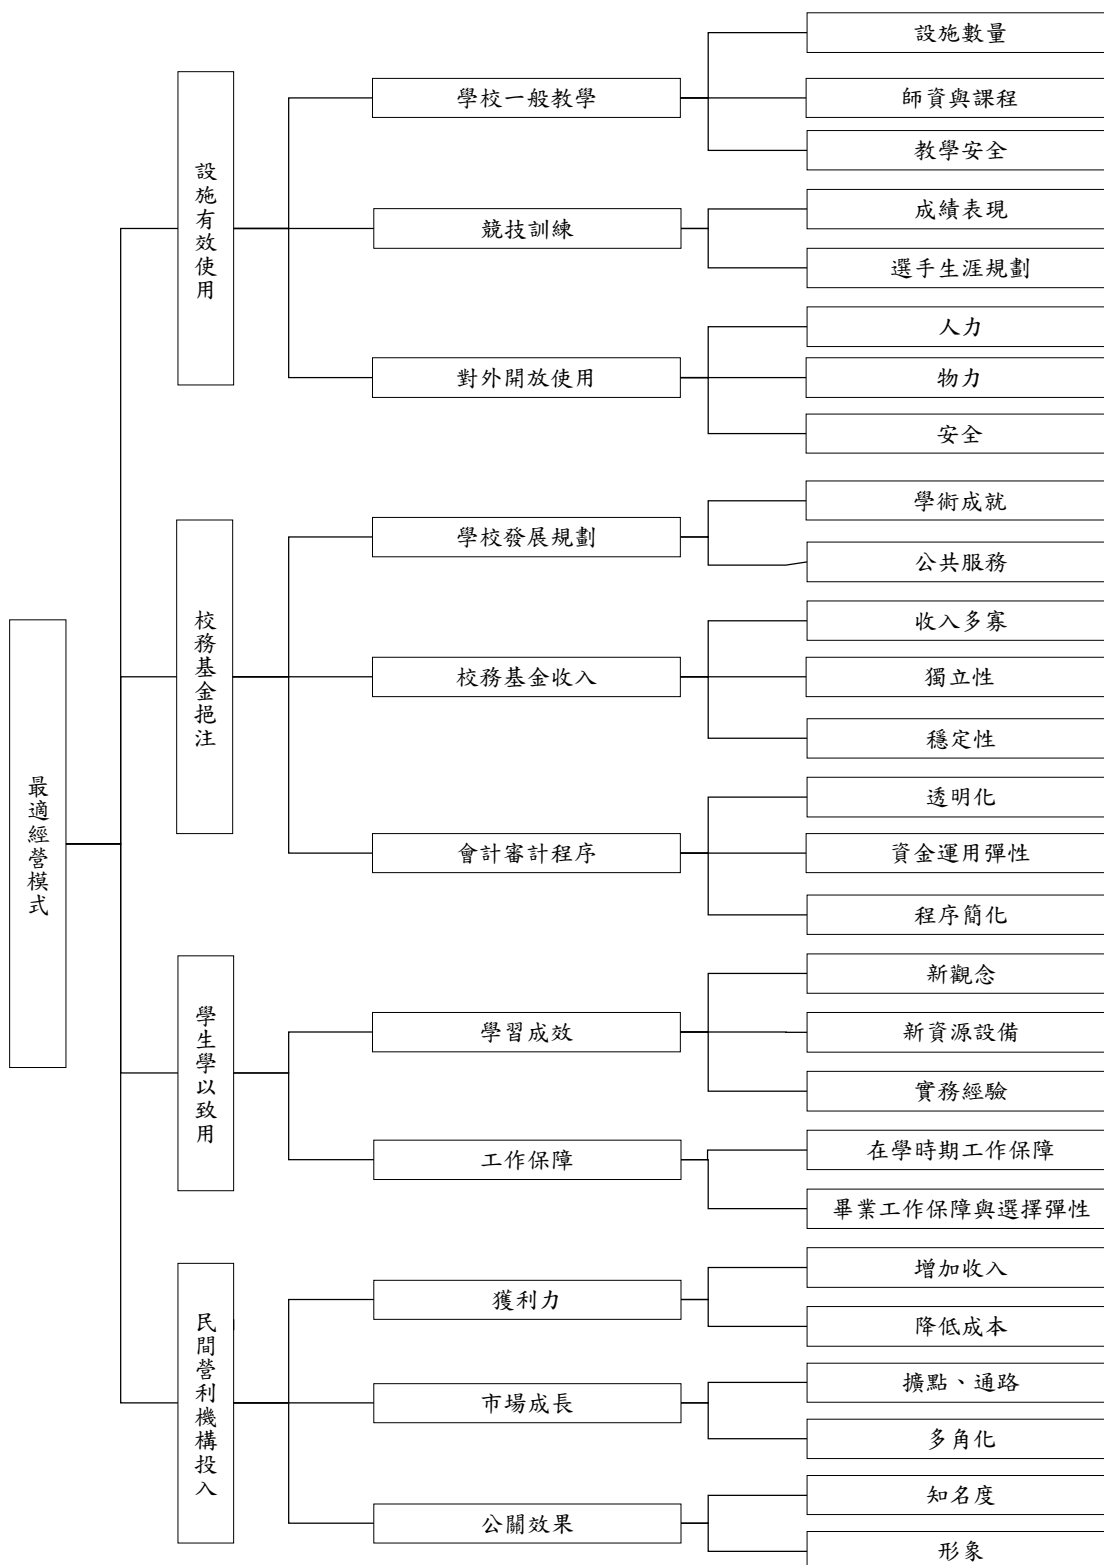 最適經營模式
設施有效使用
學校一般教學
設施數量
師資與課程
教學安全
競技訓練
成績表現
選手生涯規劃
對外開放使用
人力
物力
安全
校務基金挹注
學校發展規劃
學術成就
公共服務
校務基金收入
收入多寡
獨立性
穩定性
會計審計程序
透明化
資金運用彈性
程序簡化
學生學以致用
學習成效
新觀念
新資源設備
實務經驗
工作保障
在學時期工作保障
畢業工作保障與選擇彈性
民間營利機構投入
獲利力
增加收入
降低成本
市場成長
擴點、通路
多角化
公關效果
知名度
形象